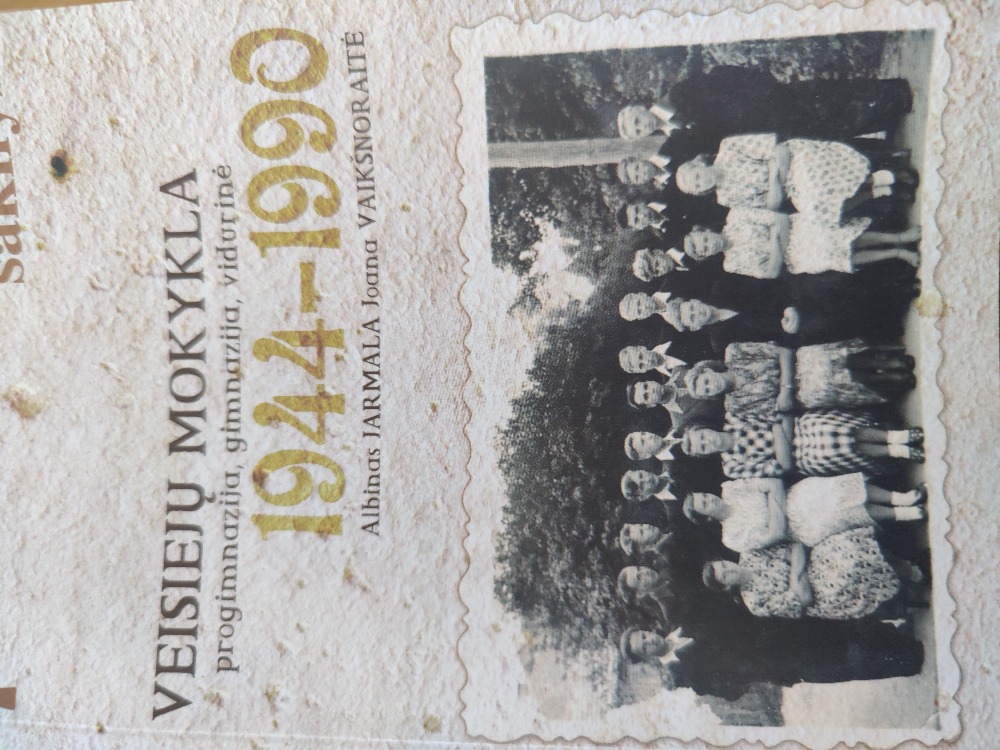 VEISIEJŲ MOKYKLA
progimnazija, gimnazija, vidurinė
1944–1990
Albinas JARMALA Joana VAIKŠNORAITĖ